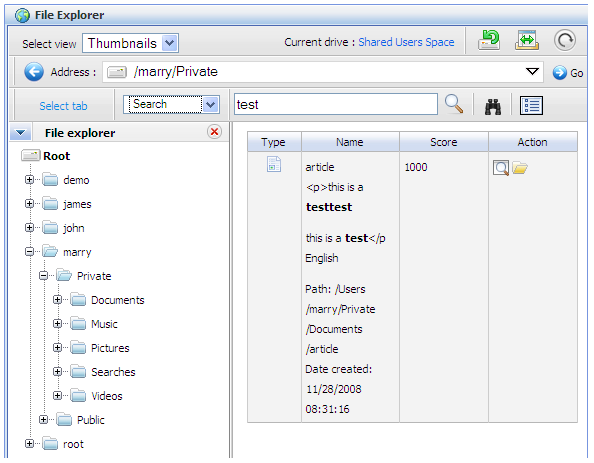 File Explorer
Select view Thumbnails Current drive : Shared Users Space
Address : /marry/Private Go
Select tab Search test
File explorer
Root
demo
james
john
marry
Private
Documents
Music
Pictures
Searches
Videos
Public
root
Type Name Score Action
article 1000
<p>this is a
testtest
this is a test</p
English
Path: /Users
/marry/Private
/Documents
/article
Date created:
11/28/2008
08:31:16